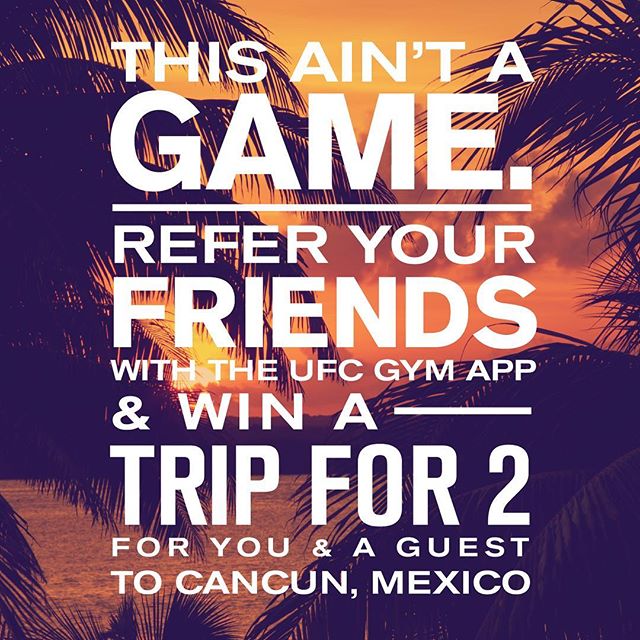 THIS AIN'T A
GAME.
REFER YOUR
FRIENDS
WITH THE UFC GYM APP
& WIN A
TRIP FOR 2
FOR YOU & A GUEST
TO CANCUN, MEXICO